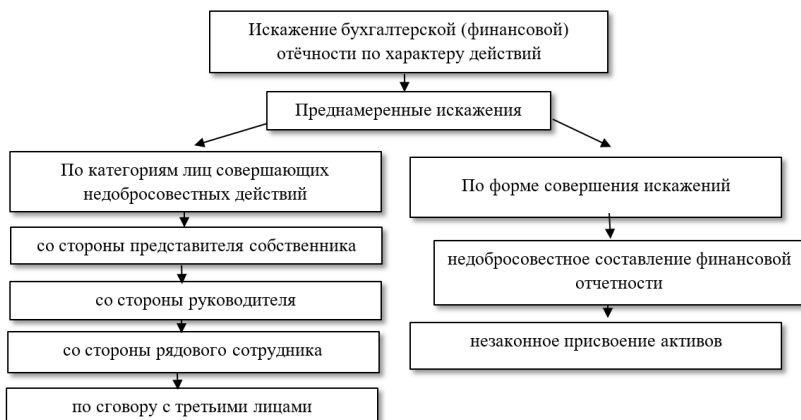 Искажение бухгалтерской (финансовой)
отёчности по характеру действий
Преднамеренные искажения
По категориям лиц совершающих
недобросовестных действий
со стороны представителя собственника
со стороны руководителя
со стороны рядового сотрудника
по сговору с третьими лицами
По форме совершения искажений
недобросовестное составление финансовой
отчетности
незаконное присвоение активов